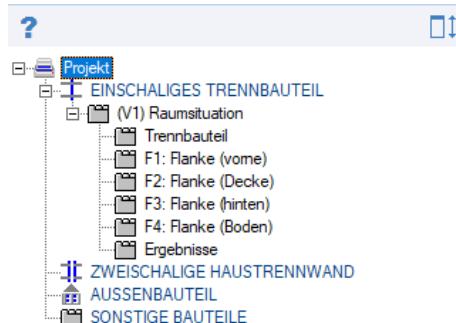 ?
Projekt
EINSCHALIGES TRENNBAUTEIL
(V1) Raumsituation
Trennbauteil
F1: Flanke (vorne)
F2: Flanke (Decke)
F3: Flanke (hinten)
F4: Flanke (Boden)
Ergebnisse
ZWEISCHALIGE HAUSTRENNWAND
AUSSENBAUTEIL
SONSTIGE BAUTEILE